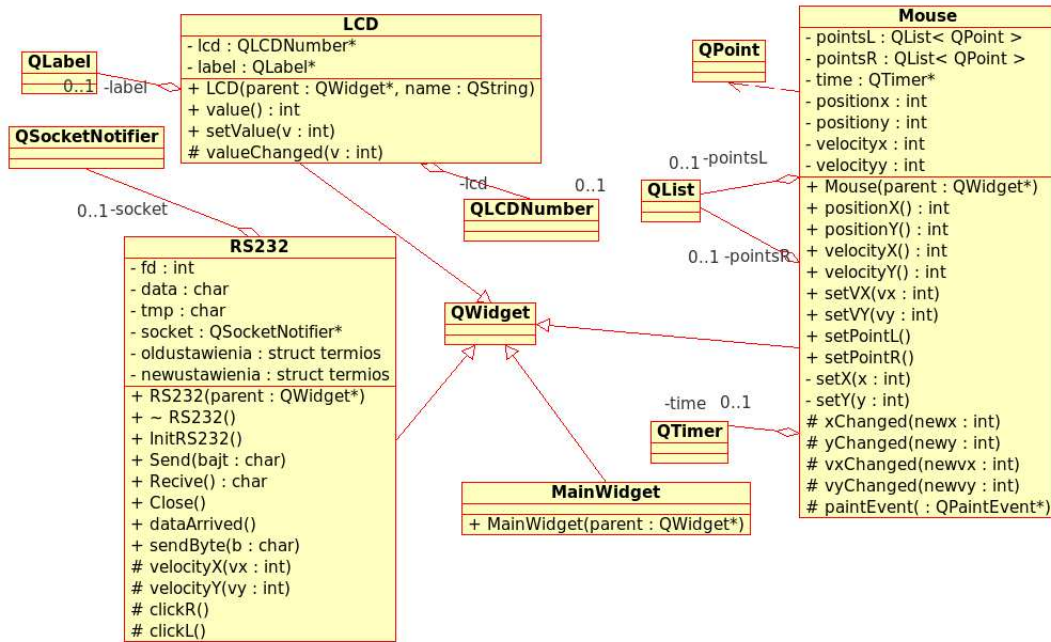 LCD
- lcd : QLCDNumber*
- label : QLabel*
+ LCD(parent : QWidget*, name : QString)
+ value() : int
+ setValue(v : int)
# valueChanged(v : int)
QLabel
0..1 -label
QSocketNotifier
0..1 -socket
-lcd 0..1
QLCDNumber
RS232
- fd : int
- data : char
- tmp : char
- socket : QSocketNotifier*
- oldustawienia : struct termios
- newustawienia : struct termios
+ RS232(parent : QWidget*)
+ ~ RS232()
+ InitRS232()
+ Send(bajt : char)
+ Recive() : char
+ Close()
+ dataArrived()
+ sendByte(b : char)
# velocityX(vx : int)
# velocityY(vy : int)
# clickR()
# clickL()
QWidget
MainWidget
+ MainWidget(parent : QWidget*)
QPoint
0..1 -pointsL
QList
0..1 -pointsR
-time 0..1
QTimer
Mouse
- pointsL : QList< QPoint >
- pointsR : QList< QPoint >
- time : QTimer*
- positionx : int
- positiony : int
- velocityx : int
- velocityy : int
+ Mouse(parent : QWidget*)
+ positionX() : int
+ positionY() : int
+ velocityX() : int
+ velocityY() : int
+ setVX(vx : int)
+ setVY(vy : int)
+ setPointL()
+ setPointR()
- setX(x : int)
- setY(y : int)
# xChanged(newx : int)
# yChanged(newy : int)
# vxChanged(newvx : int)
# vyChanged(newvy : int)
# paintEvent( : QPaintEvent*)